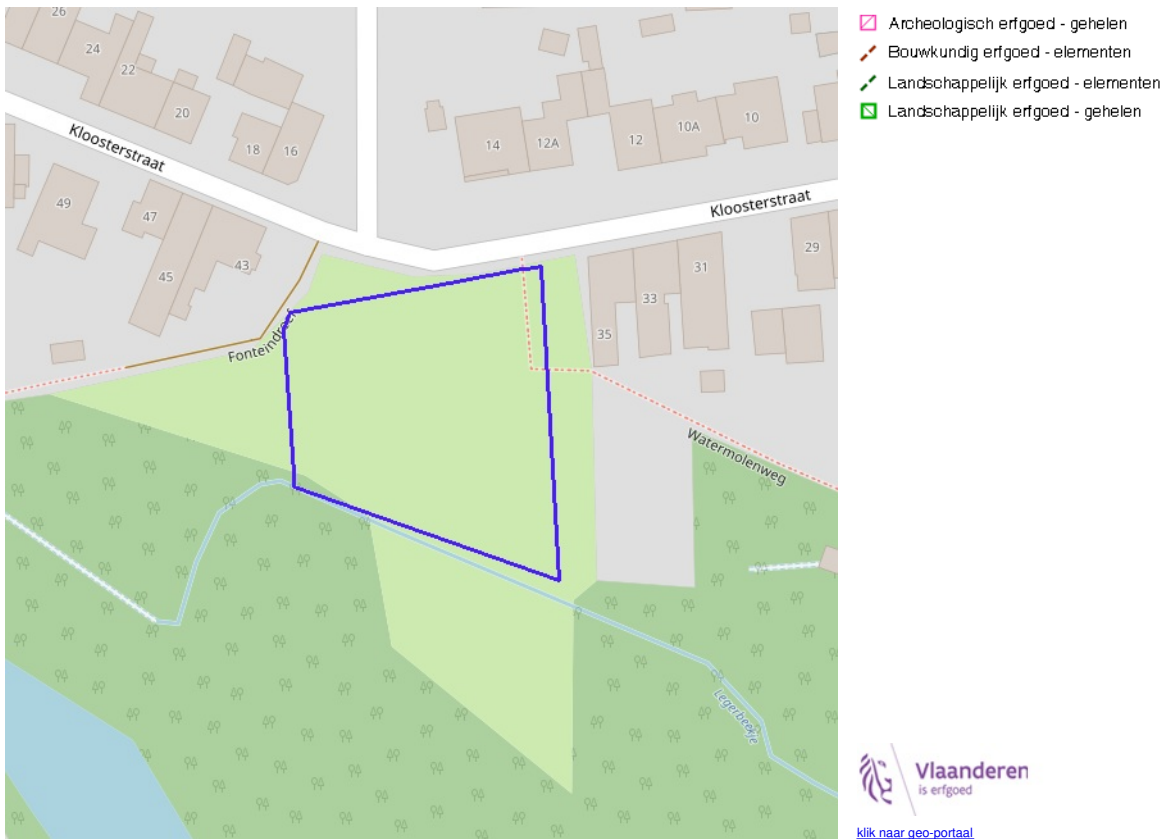 26
24
22
20
18
16
Kloosterstraat
49
47
45
43
14
12A
12
10A
10
Kloosterstraat
29
31
33
35
Fonteindreef
Watermolenweg
Legerbeekje
Archeologisch erfgoed - gehelen
Bouwkundig erfgoed - elementen
Landschappelijk erfgoed - elementen
Landschappelijk erfgoed - gehelen
Vlaanderen
is erfgoed
klik naar geo-portaal